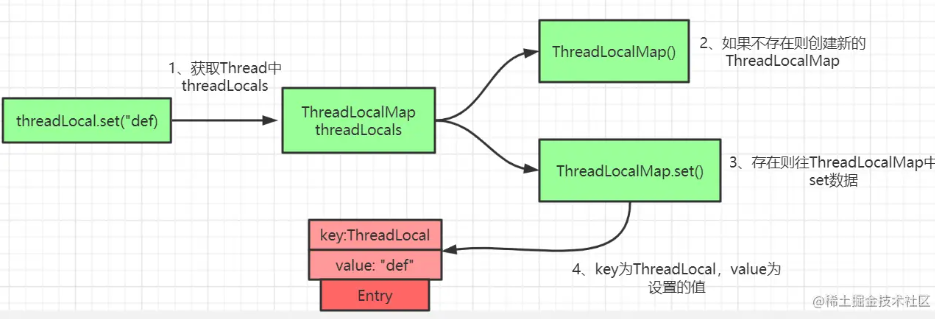 1、获取Thread中
threadLocals
threadLocal.set("def)
ThreadLocalMap
threadLocals
ThreadLocalMap()
2、如果不存在则创建新的
ThreadLocalMap
ThreadLocalMap.set()
3、存在则往ThreadLocalMap中
set数据
key:ThreadLocal
value: "def"
Entry
4、key为ThreadLocal，value为
设置的值
@稀土掘金技术社区